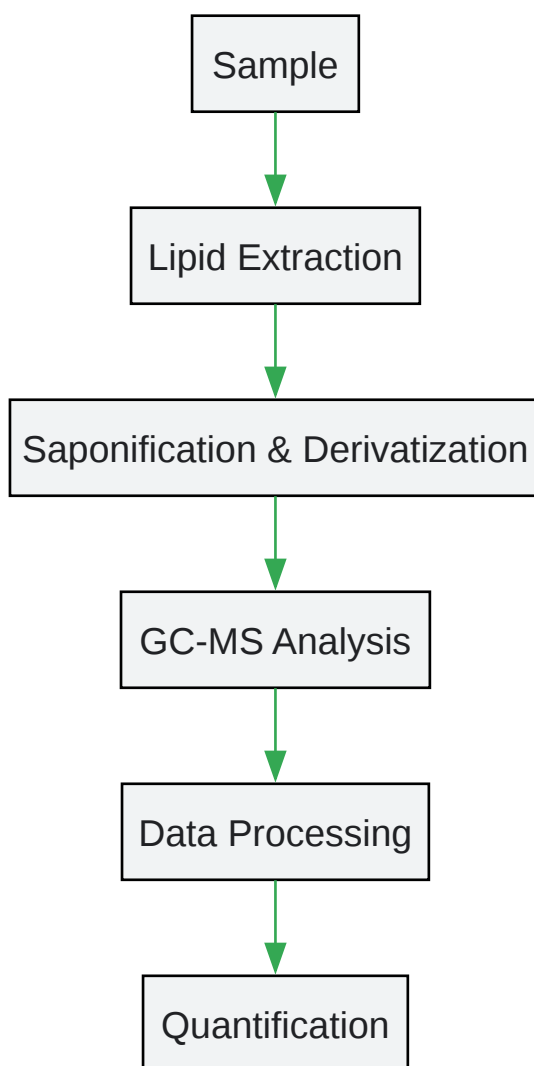 Sample
Lipid Extraction
Saponification & Derivatization
GC-MS Analysis
Data Processing
Quantification